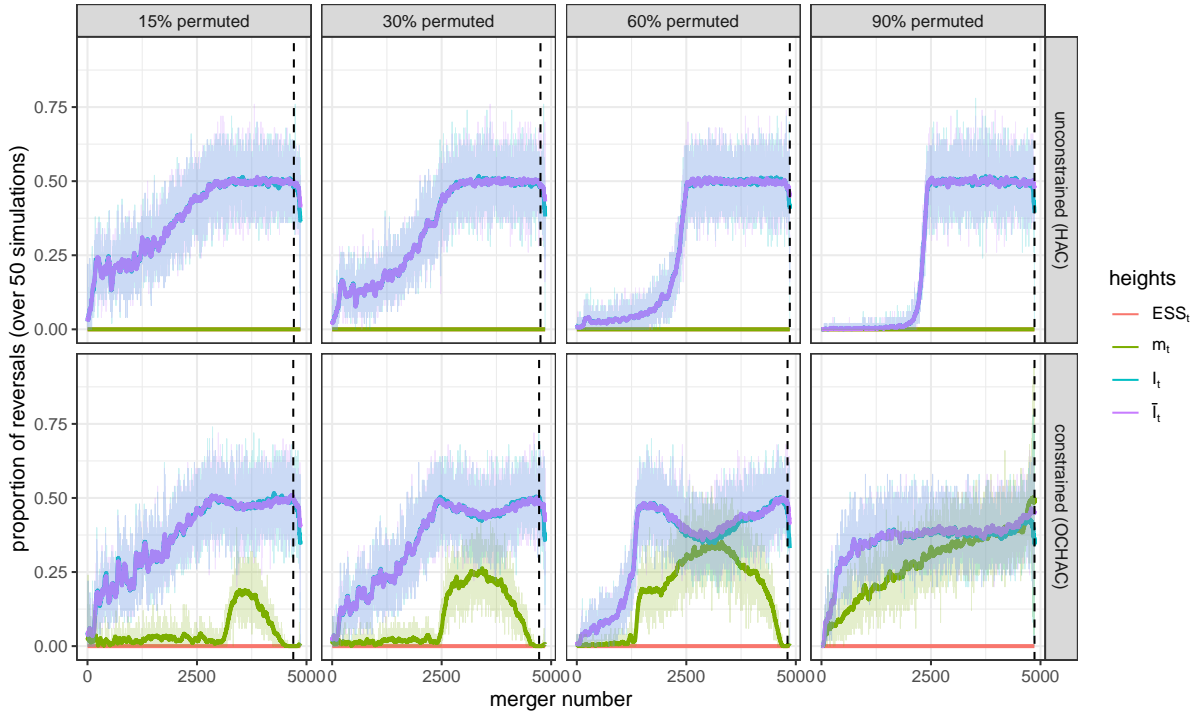 15% permuted
30% permuted
60% permuted
90% permuted
proportion of reversals (over 50 simulations)
0.75
0.50
0.25
0.00
unconstrained (HAC)
0.75
0.50
0.25
0.00
constrained (OCHAC)
0
2500
5000
0
2500
5000
0
2500
5000
0
2500
5000
merger number
heights
ESSₜ
mₜ
Iₜ
Īₜ